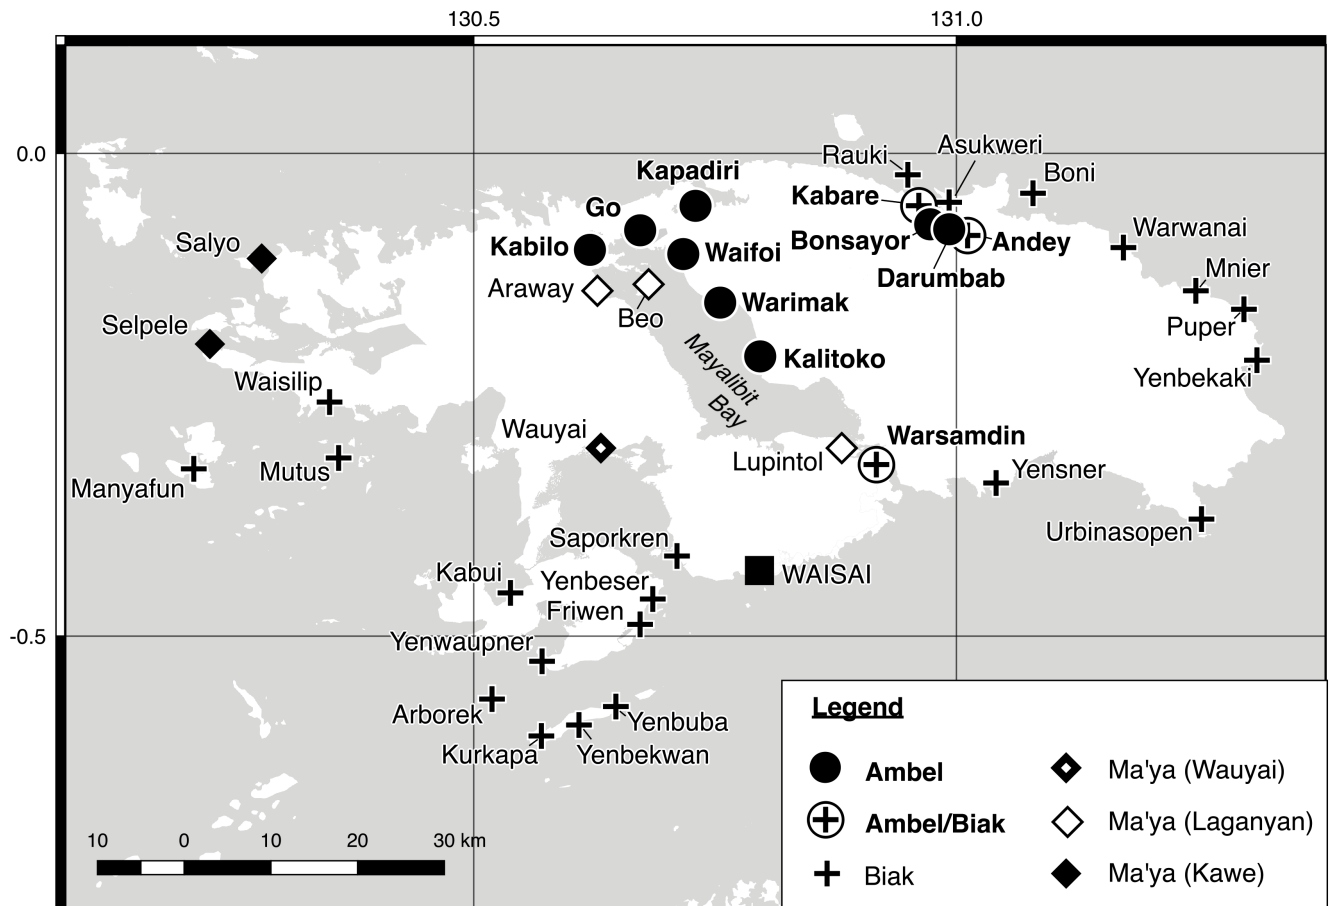 130.5
131.0
0.0
-0.5
Asukweri
Rauki
Boni
Kapadiri
Kabare
Go
Warwanai
Salyo
Kabilo
Waifoi
Bonsayor
Andey
Mnier
Darumbab
Araway
Warimak
Beo
Selpele
Puper
Mayalibit
Bay
Kalitoko
Yenbekaki
Waisilip
Wauyai
Warsamdin
Lupintol
Mutus
Yensner
Manyafun
Urbinasopen
Saporkren
Kabui
Yenbeser
WAISAI
Friwen
Yenwaupner
Arborek
Yenbuba
Kurkapa
Yenbekwan
Legend
Ambel
Ma'ya (Wauyai)
Ambel/Biak
Ma'ya (Laganyan)
Biak
Ma'ya (Kawe)
10 0 10 20 30 km